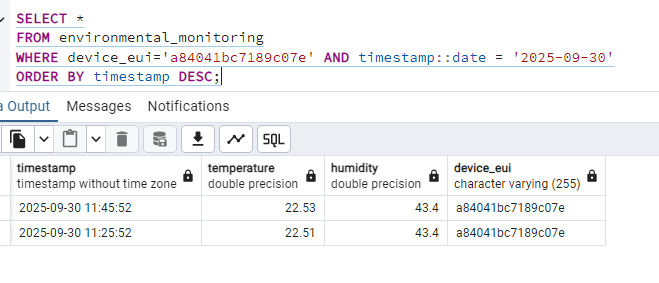 SELECT *
FROM environmental_monitoring
WHERE device_eui='a84041bc7189c07e' AND timestamp::date = '2025-09-30'
ORDER BY timestamp DESC;
a Output Messages Notifications
SQL
timestamp temperature humidity device_eui
timestamp without time zone double precision double precision character varying (255)
2025-09-30 11:45:52 22.53 43.4 a84041bc7189c07e
2025-09-30 11:25:52 22.51 43.4 a84041bc7189c07e